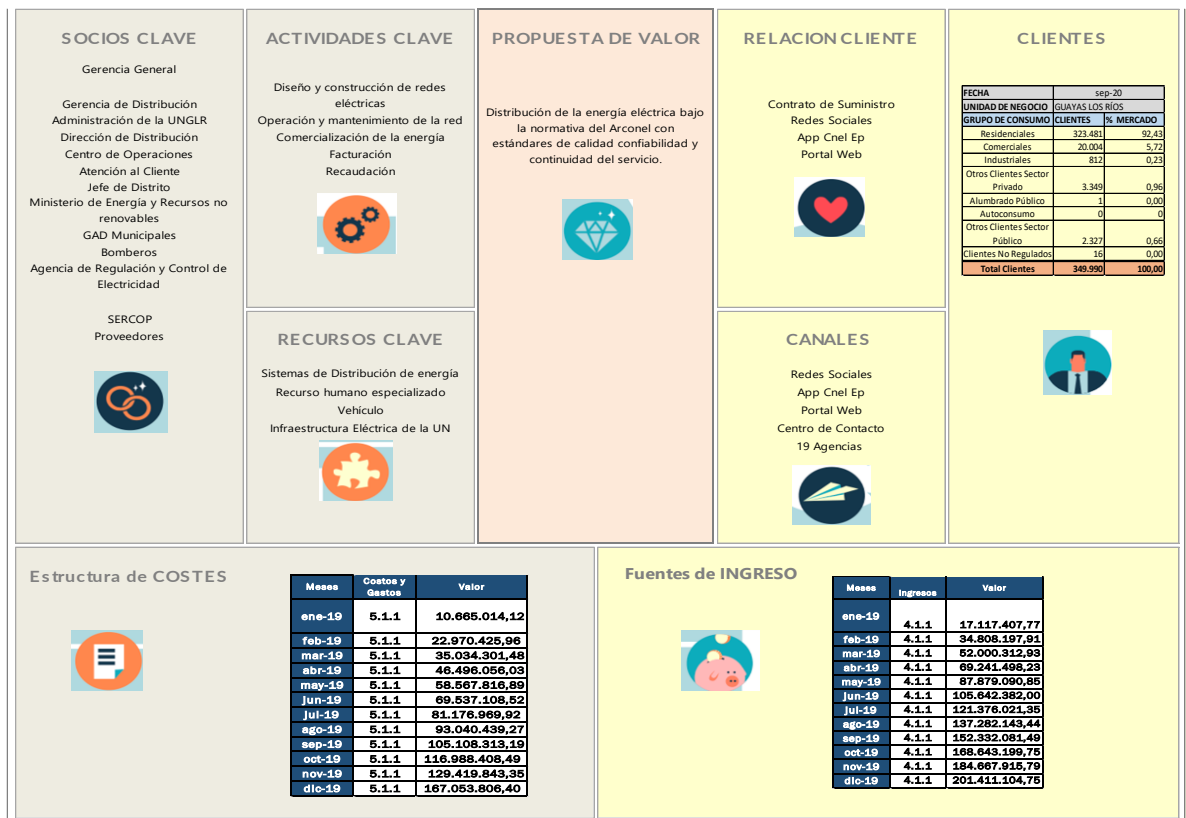 SOCIOS CLAVE
Gerencia General
Gerencia de Distribución
Administración de la UNGLR
Dirección de Distribución
Centro de Operaciones
Atención al Cliente
Jefe de Distrito
Ministerio de Energía y Recursos no
renovables
GAD Municipales
Bomberos
Agencia de Regulación y Control de
Electricidad
SERCOP
Proveedores
ACTIVIDADES CLAVE
Diseño y construcción de redes
eléctricas
Operación y mantenimiento de la red
Comercialización de la energía
Facturación
Recaudación
RECURSOS CLAVE
Sistemas de Distribución de energía
Recurso humano especializado
Vehículo
Infraestructura Eléctrica de la UN
PROPUESTA DE VALOR
Distribución de la energía eléctrica bajo
la normativa del Arconel con
estándares de calidad confiabilidad y
continuidad del servicio.
RELACION CLIENTE
Contrato de Suministro
Redes Sociales
App Cnel Ep
Portal Web
CANALES
Redes Sociales
App Cnel Ep
Portal Web
Centro de Contacto
19 Agencias
CLIENTES
FECHA sep-20
UNIDAD DE NEGOCIO GUAYAS LOS RÍOS
GRUPO DE CONSUMO CLIENTES % MERCADO
Residenciales 323.481 92,43
Comerciales 20.004 5,72
Industriales 812 0,23
Otros Clientes Sector
Privado 3.349 0,96
Alumbrado Público 1 0,00
Autoconsumo 0 0
Otros Clientes Sector
Público 2.327 0,66
Clientes No Regulados 16 0,00
Total Clientes 349.990 100,00
Estructura de COSTES
Meses Costos y Gastos Valor
ene-19 5.1.1 10.665.014,12
feb-19 5.1.1 22.970.425,96
mar-19 5.1.1 35.034.301,48
abr-19 5.1.1 46.496.056,03
may-19 5.1.1 58.567.816,89
jun-19 5.1.1 69.537.108,52
jul-19 5.1.1 81.176.969,92
ago-19 5.1.1 93.040.439,27
sep-19 5.1.1 105.108.313,19
oct-19 5.1.1 116.988.408,49
nov-19 5.1.1 129.419.843,35
dic-19 5.1.1 167.053.806,40
Fuentes de INGRESO
Meses Ingresos Valor
ene-19 4.1.1 17.117.407,77
feb-19 4.1.1 34.808.197,91
mar-19 4.1.1 52.000.312,93
abr-19 4.1.1 69.241.498,23
may-19 4.1.1 87.879.090,85
jun-19 4.1.1 105.642.382,00
jul-19 4.1.1 121.376.021,35
ago-19 4.1.1 137.282.143,44
sep-19 4.1.1 152.332.081,49
oct-19 4.1.1 168.643.199,75
nov-19 4.1.1 184.667.915,79
dic-19 4.1.1 201.411.104,75